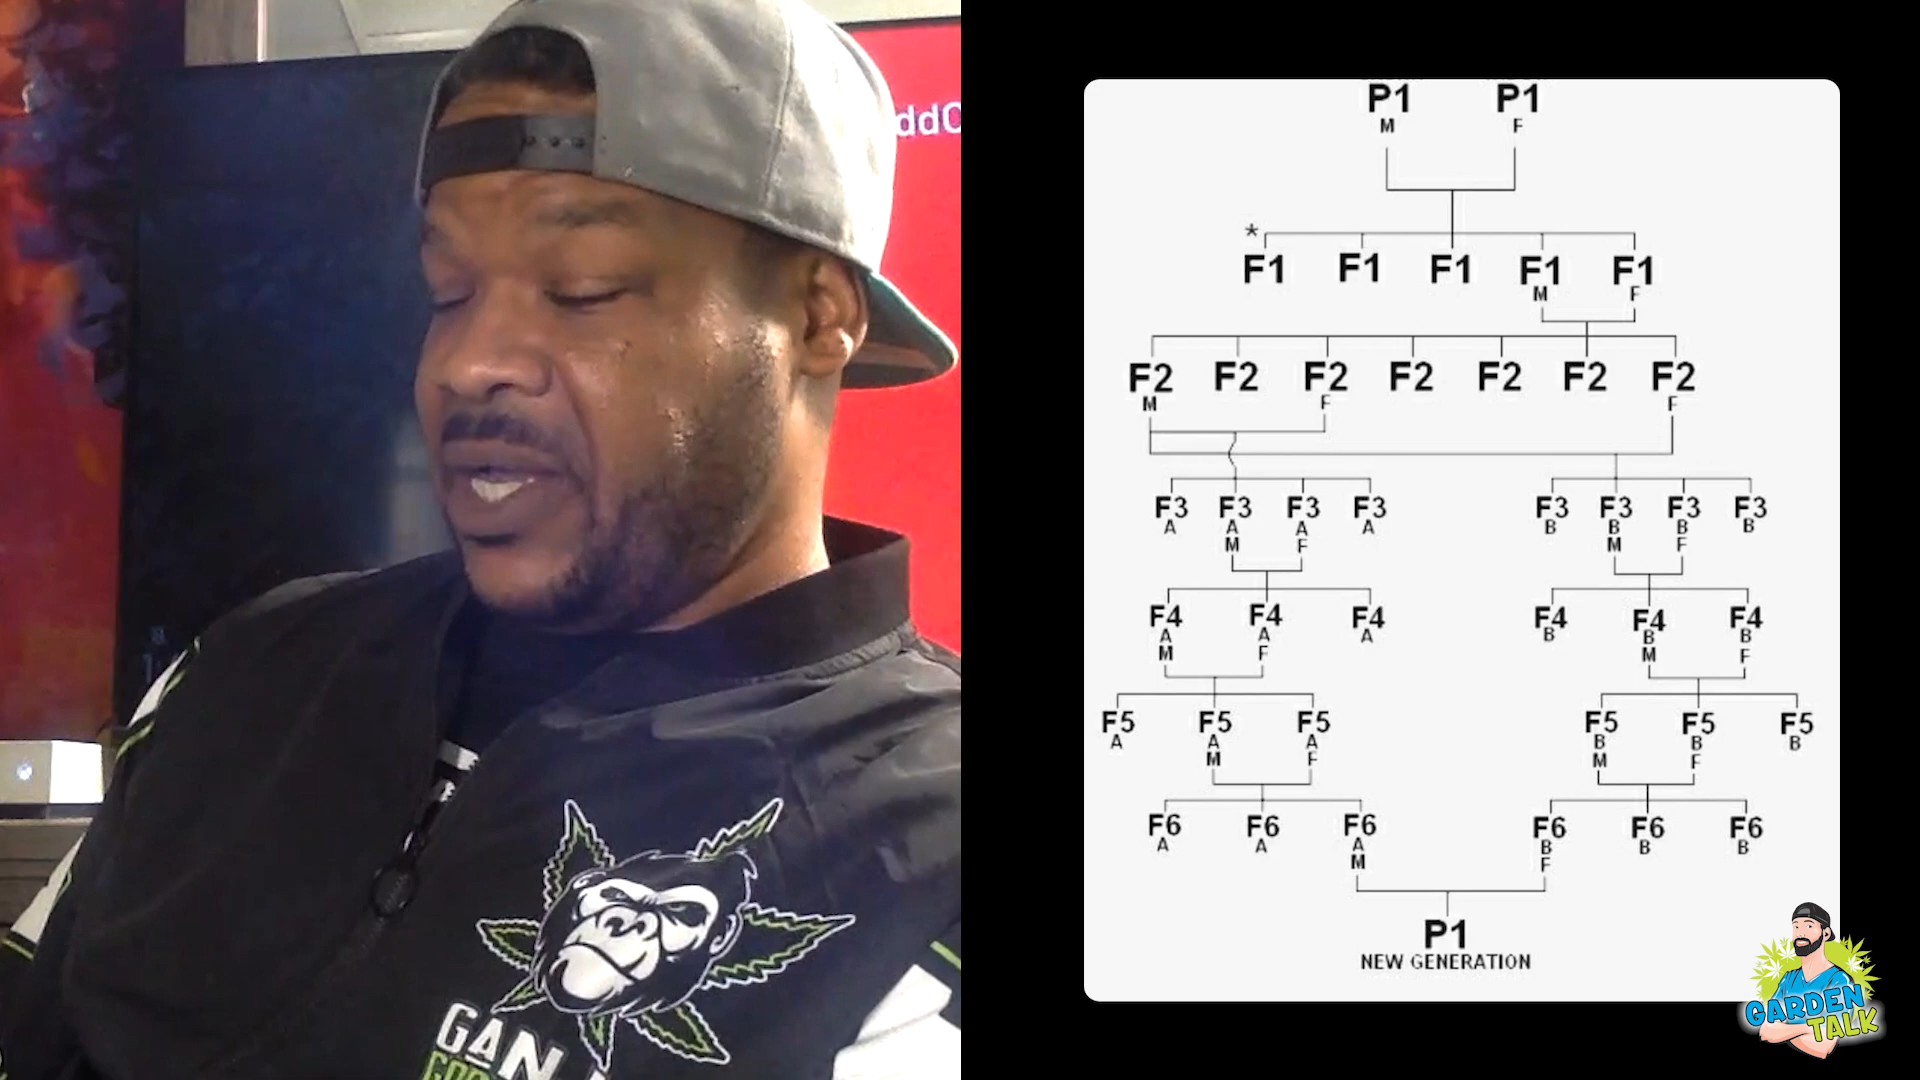 ddO
P1 P1
M F
*
F1 F1 F1 F1 F1
M F
F2 F2 F2 F2 F2 F2 F2
M F F
F3 F3 F3 F3 F3 F3 F3 F3
A A A A B B B B
M F M F
F4 F4 F4 F4 F4 F4
A A A B B B
M F M F
F5 F5 F5 F5 F5 F5
A A A B B B
M F M F
F6 F6 F6 F6 F6 F6
A A A B B B
M F
P1
NEW GENERATION
GAN
GARDEN
TALK